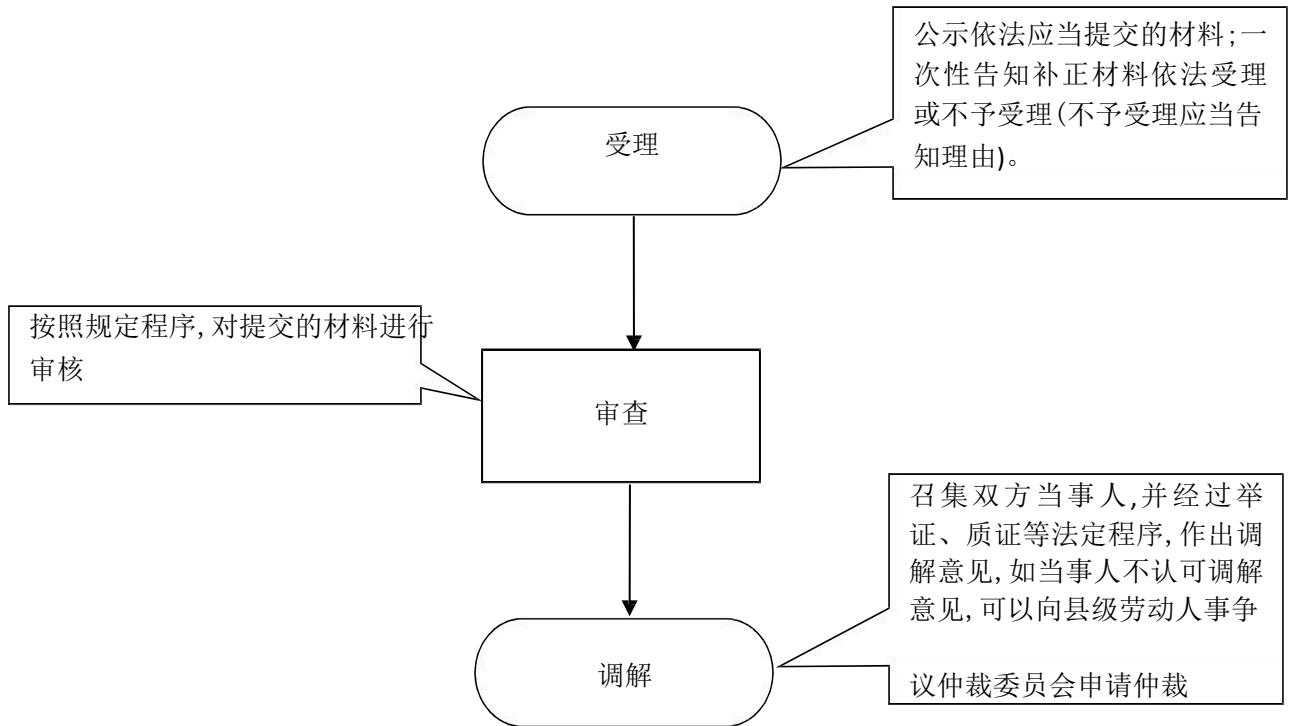 公示依法应当提交的材料;一
次性告知补正材料依法受理
或不予受理(不予受理应当告
知理由)。
受理
按照规定程序,对提交的材料进行
审核
审查
召集双方当事人,并经过举
证、质证等法定程序,作出调
解意见,如当事人不认可调解
意见,可以向县级劳动人事争
议仲裁委员会申请仲裁
调解